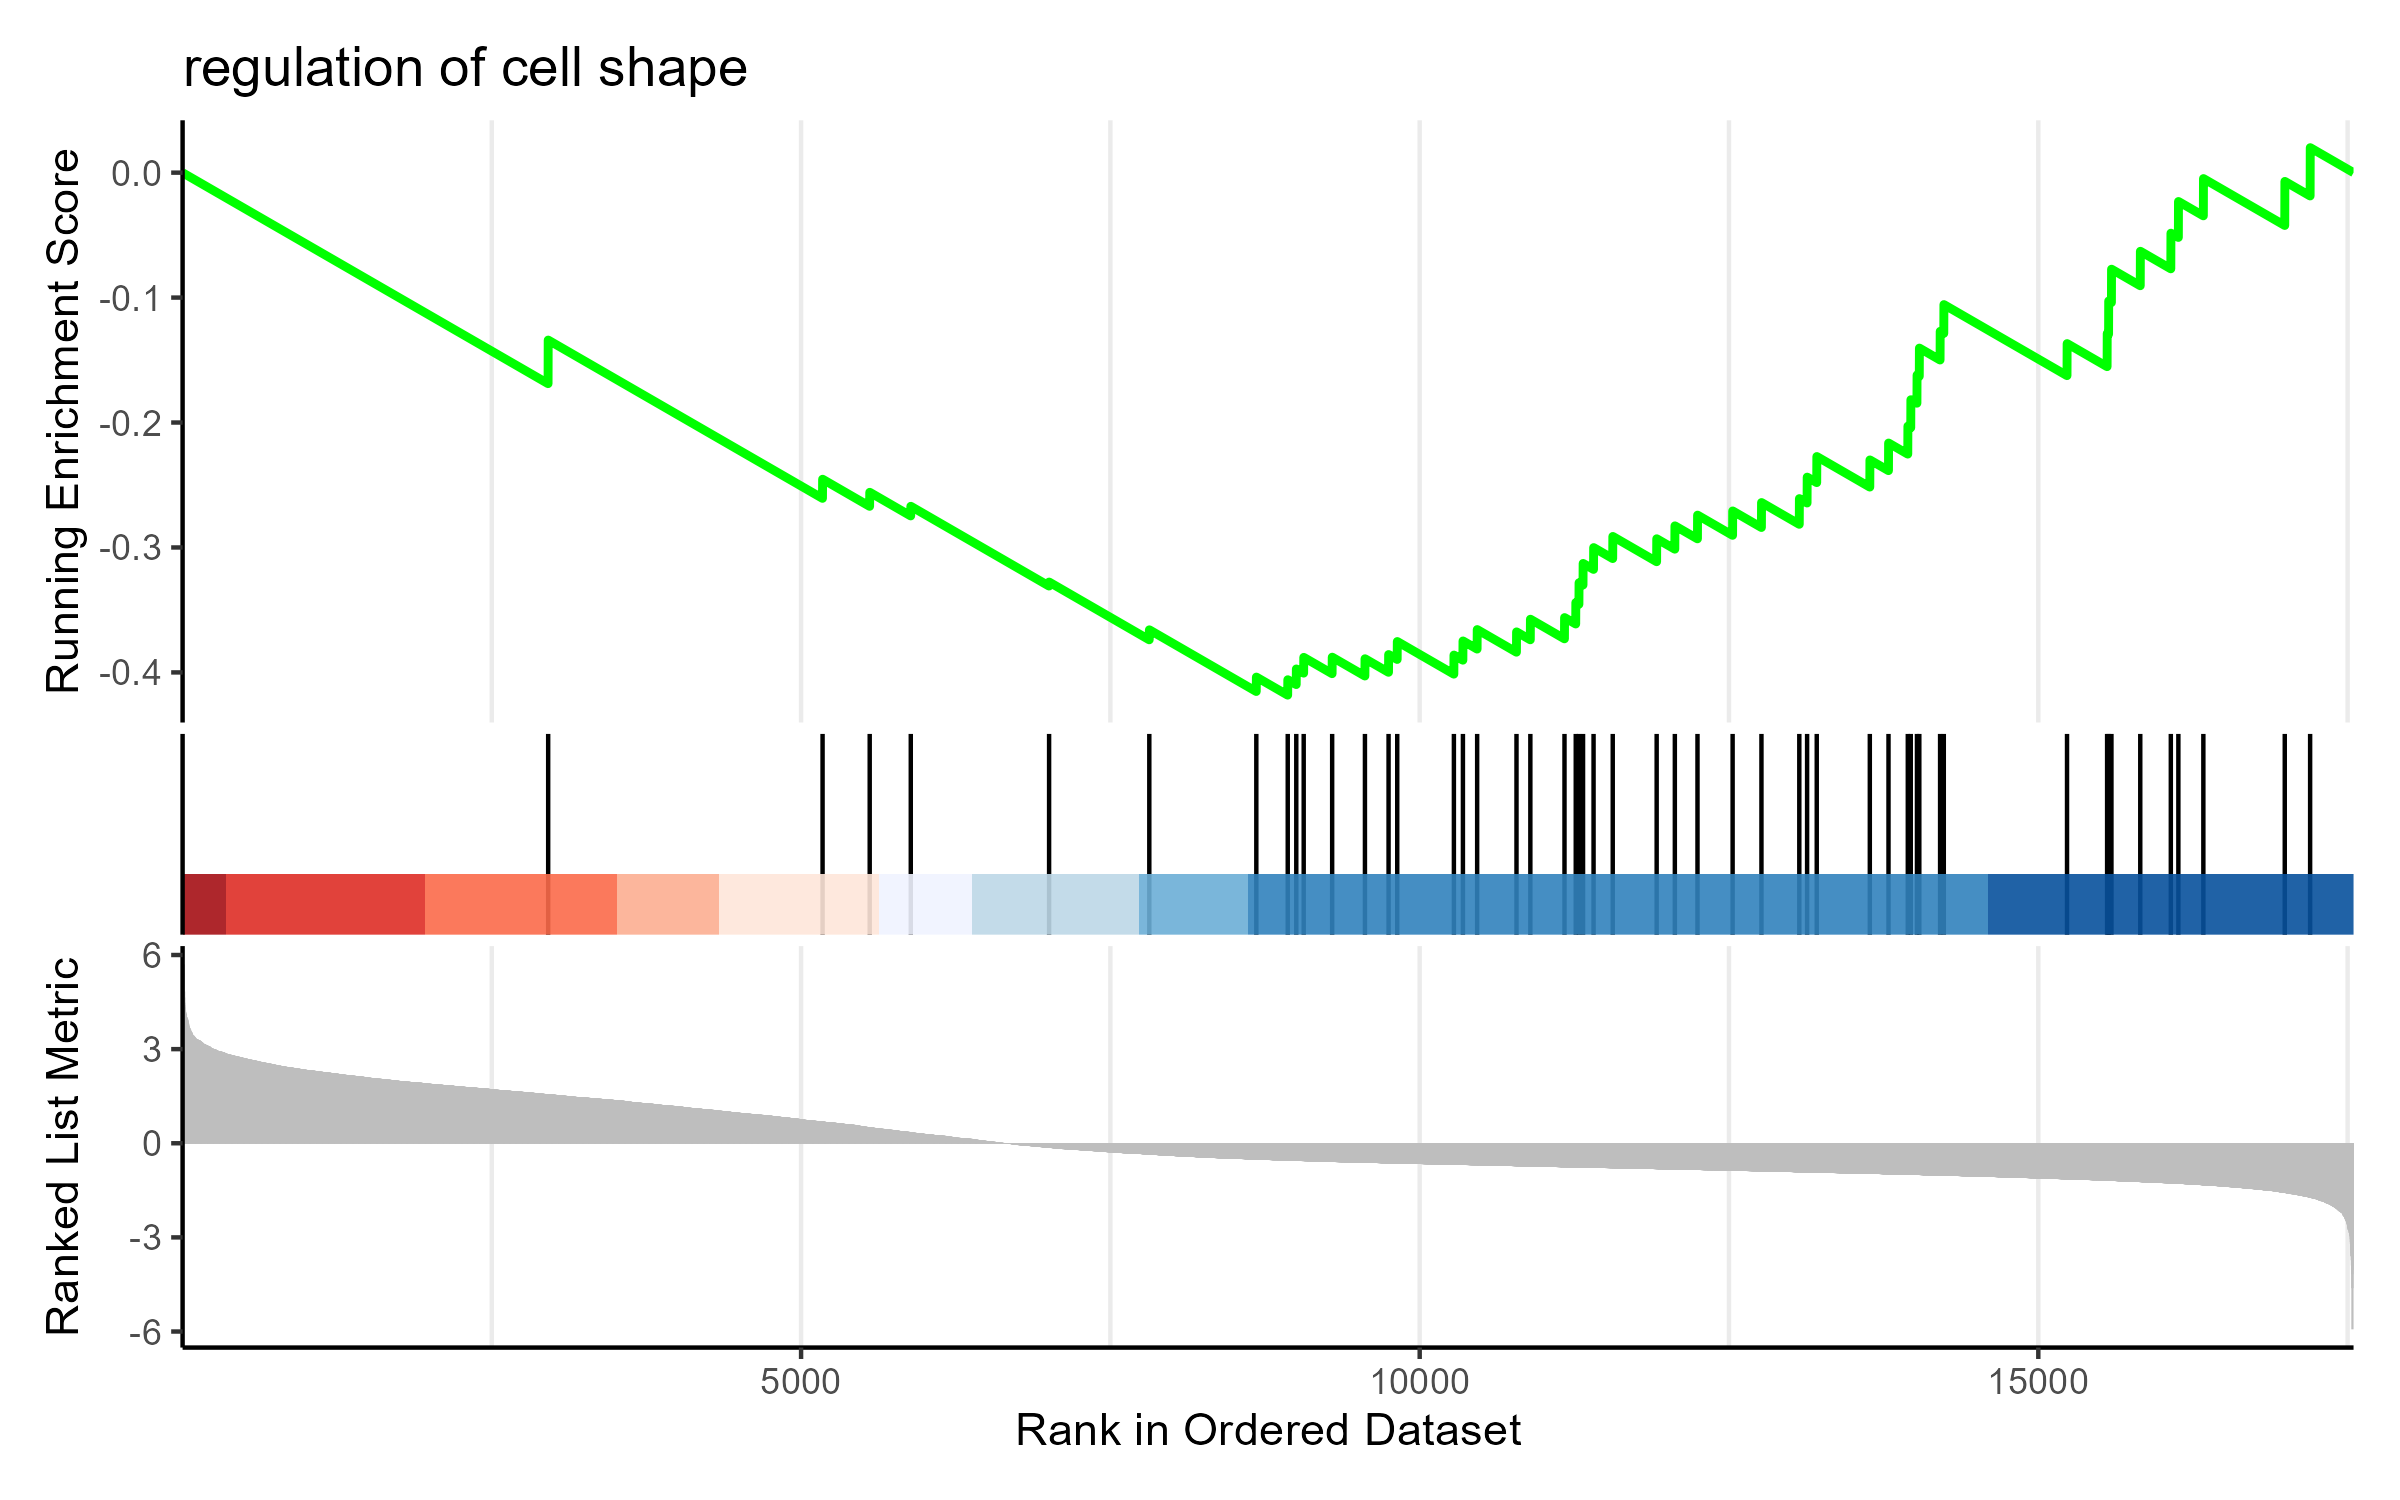 regulation of cell shape
Running Enrichment Score
0.0
-0.1
-0.2
-0.3
-0.4
Ranked List Metric
6
3
0
-3
-6
5000 10000 15000
Rank in Ordered Dataset